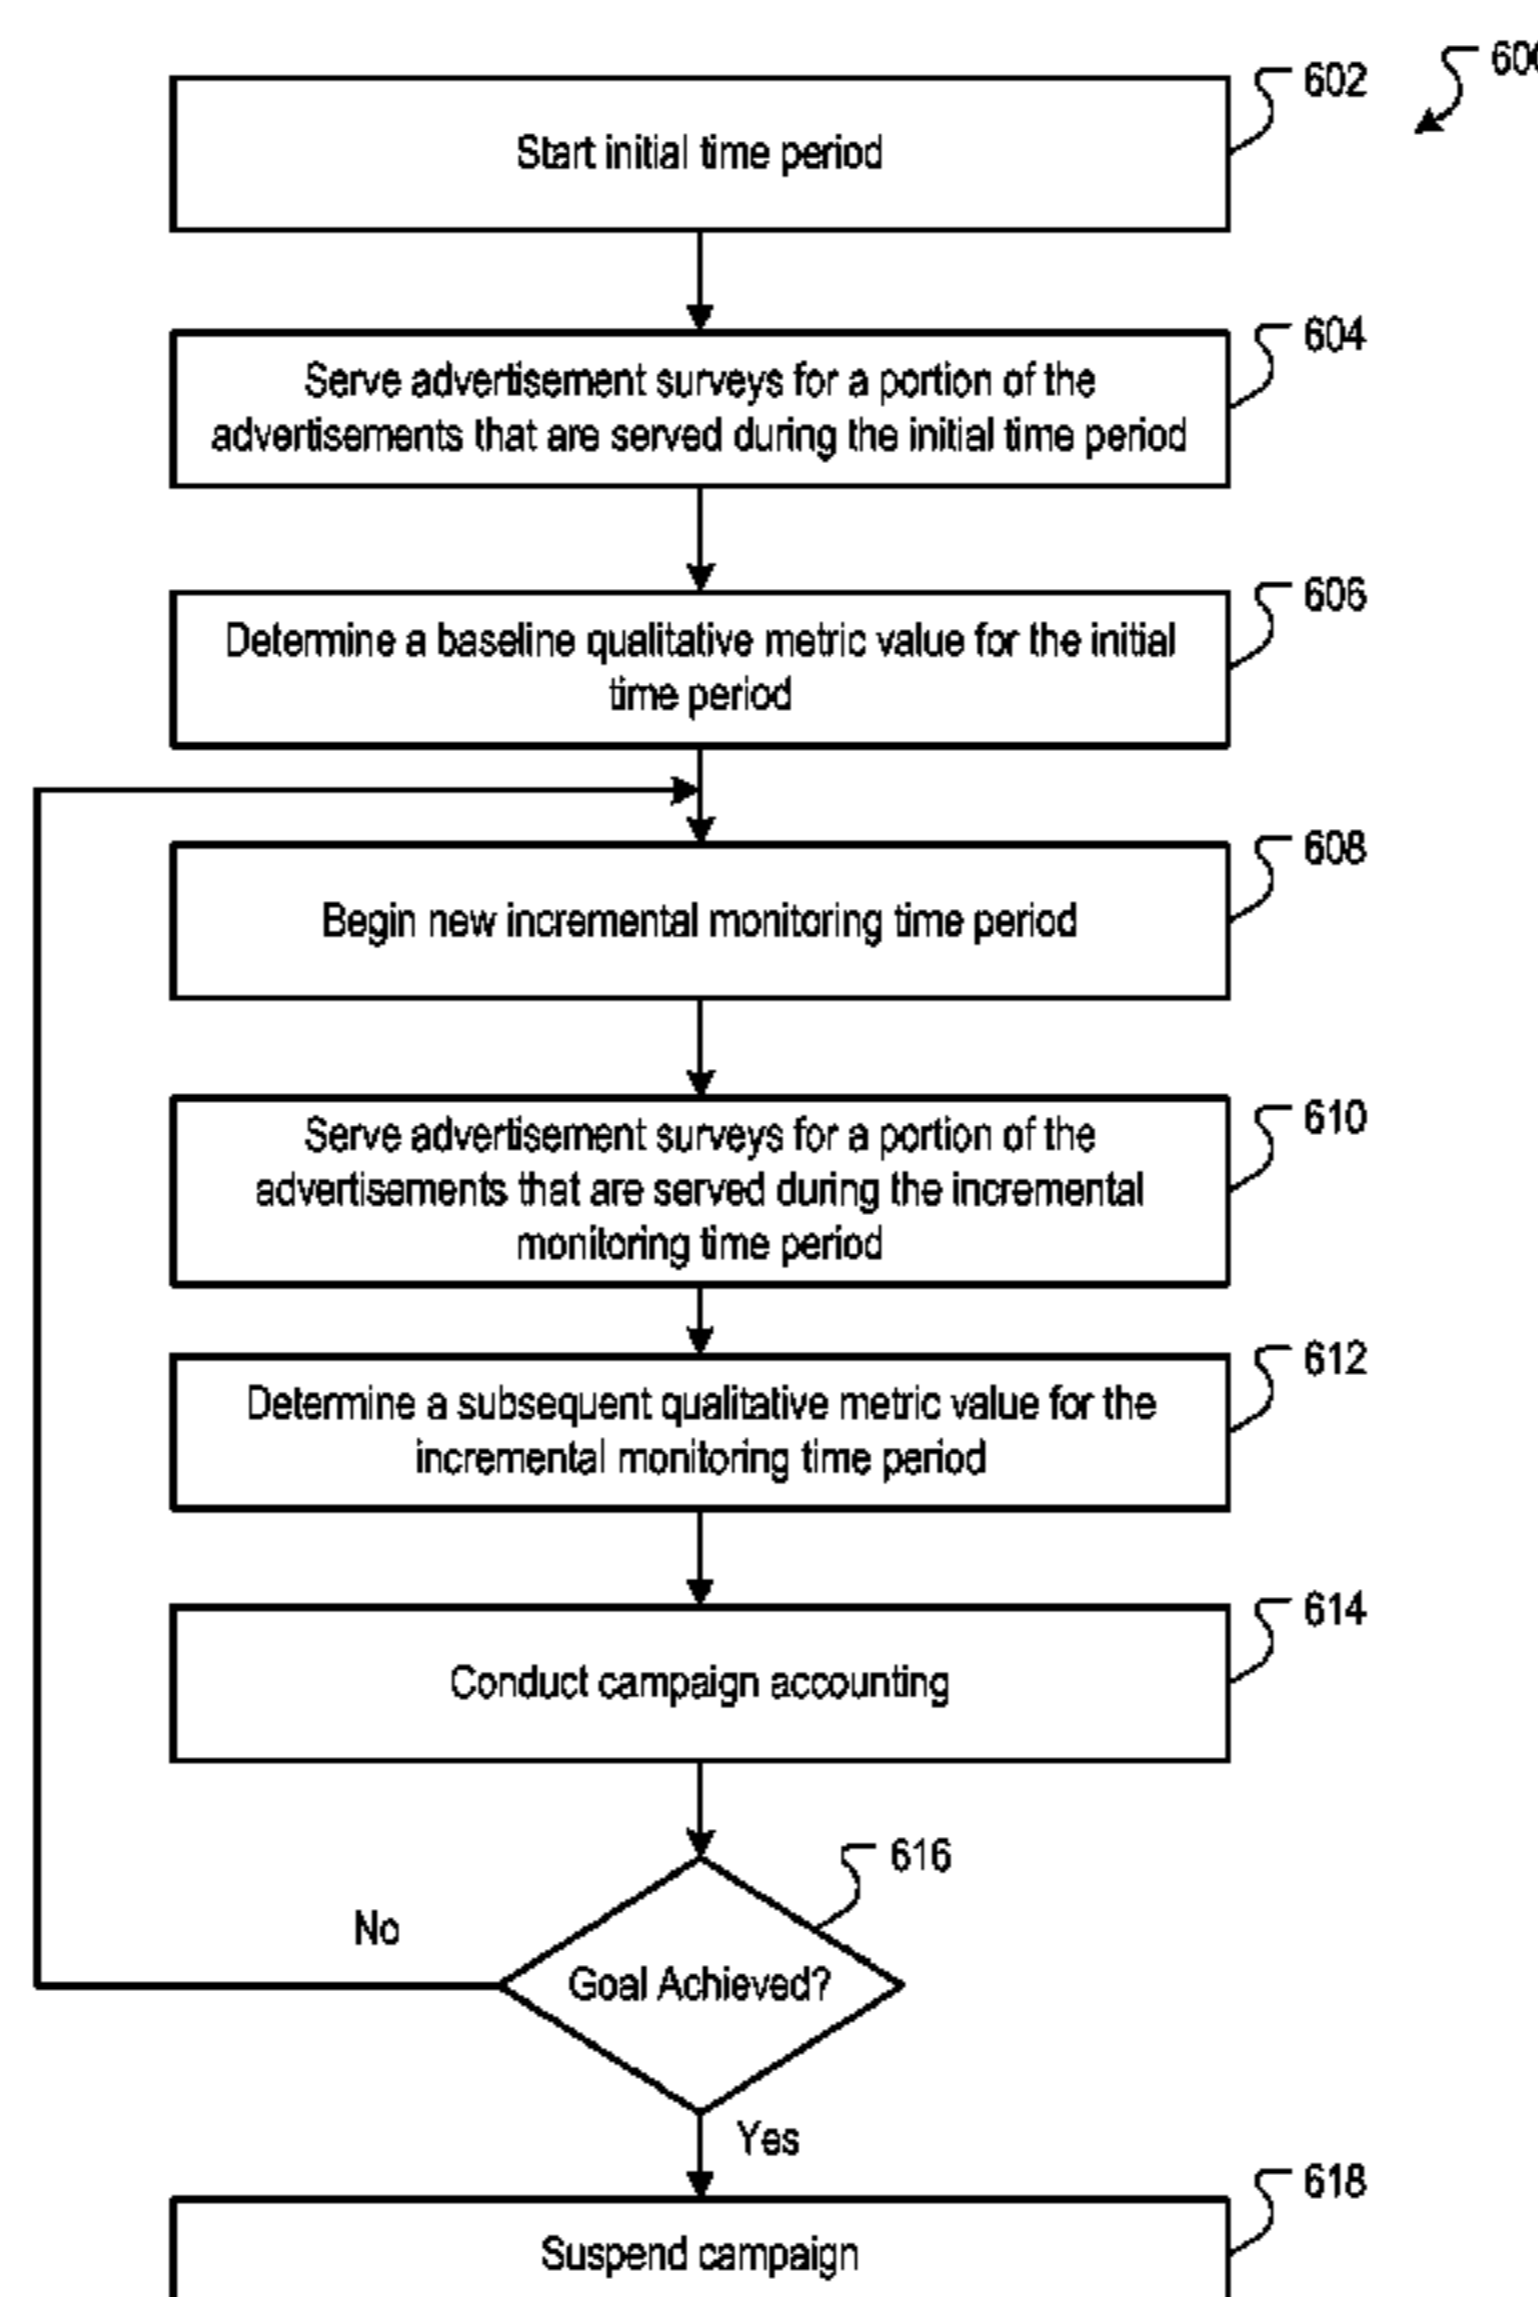 600
602
Start initial time period
604
Serve advertisement surveys for a portion of the
advertisements that are served during the initial time period
606
Determine a baseline qualitative metric value for the initial
time period
608
Begin new incremental monitoring time period
610
Serve advertisement surveys for a portion of the
advertisements that are served during the incremental
monitoring time period
612
Determine a subsequent qualitative metric value for the
incremental monitoring time period
614
Conduct campaign accounting
616
No
Goal Achieved?
Yes
618
Suspend campaign